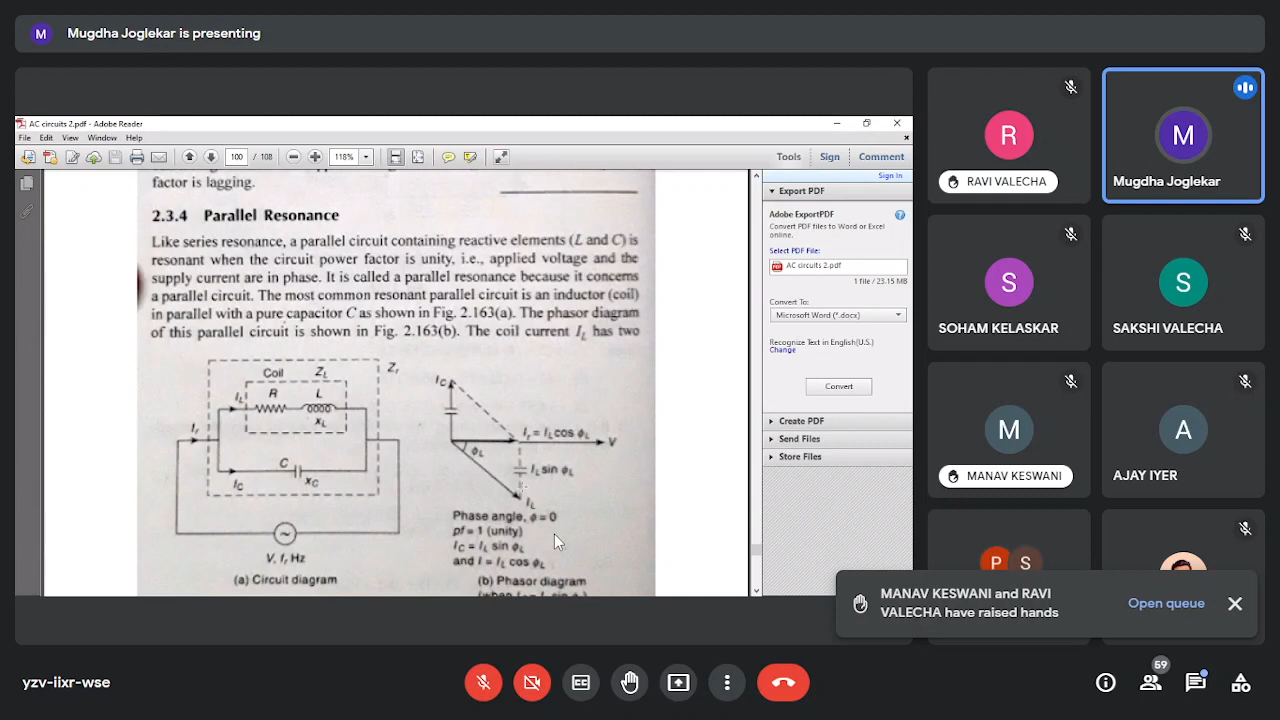 M Mugdha Joglekar is presenting
AC circuits 2.pdf - Adobe Reader
File Edit View Window Help
100 / 108 118% Tools Sign Comment
factor is lagging.
2.3.4 Parallel Resonance
Like series resonance, a parallel circuit containing reactive elements (L and C) is
resonant when the circuit power factor is unity, i.e., applied voltage and the
supply current are in phase. It is called a parallel resonance because it concerns
a parallel circuit. The most common resonant parallel circuit is an inductor (coil)
in parallel with a pure capacitor C as shown in Fig. 2.163(a). The phasor diagram
of this parallel circuit is shown in Fig. 2.163(b). The coil current I_L has two
Coil Z_L Z_r
R L
I_L
X_L
I_r
C
I_C X_C
V, f_r Hz
(a) Circuit diagram
I_C
I_r = I_L cos ϕ_L V
ϕ_L
I_L sin ϕ_L
I_L
Phase angle, ϕ = 0
pf = 1 (unity)
I_C = I_L sin ϕ_L
and I = I_L cos ϕ_L
(b) Phasor diagram
Sign In
Export PDF
Adobe ExportPDF
Convert PDF files to Word or Excel
online.
Select PDF File:
AC circuits 2.pdf
1 file / 23.15 MB
Convert To:
Microsoft Word (*.docx)
Recognize Text in English(U.S.)
Change
Convert
Create PDF
Send Files
Store Files
R
RAVI VALECHA
M
Mugdha Joglekar
S
SOHAM KELASKAR
S
SAKSHI VALECHA
M
MANAV KESWANI
A
AJAY IYER
P S
MANAV KESWANI and RAVI
VALECHA have raised hands
Open queue
yzv-iixr-wse
59